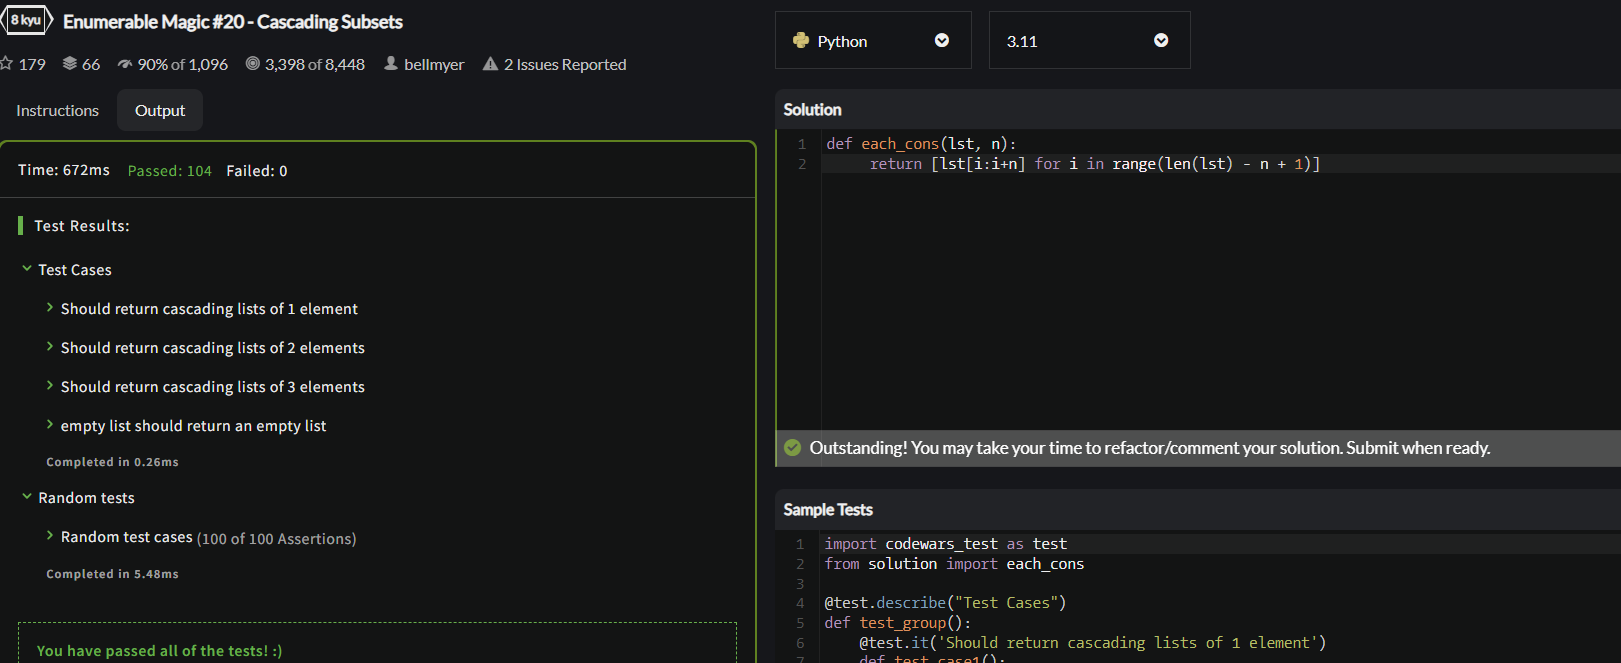 8 kyu Enumerable Magic #20 - Cascading Subsets
179 66 90% of 1,096 3,398 of 8,448 bellmyer 2 Issues Reported
Instructions Output
Time: 672ms Passed: 104 Failed: 0
Test Results:
Test Cases
Should return cascading lists of 1 element
Should return cascading lists of 2 elements
Should return cascading lists of 3 elements
empty list should return an empty list
Completed in 0.26ms
Random tests
Random test cases (100 of 100 Assertions)
Completed in 5.48ms
You have passed all of the tests! :)
Python 3.11
Solution
1 def each_cons(lst, n):
2 return [lst[i:i+n] for i in range(len(lst) - n + 1)]
Outstanding! You may take your time to refactor/comment your solution. Submit when ready.
Sample Tests
1 import codewars_test as test
2 from solution import each_cons
3
4 @test.describe("Test Cases")
5 def test_group():
6 @test.it('Should return cascading lists of 1 element')
7 def test_case1():